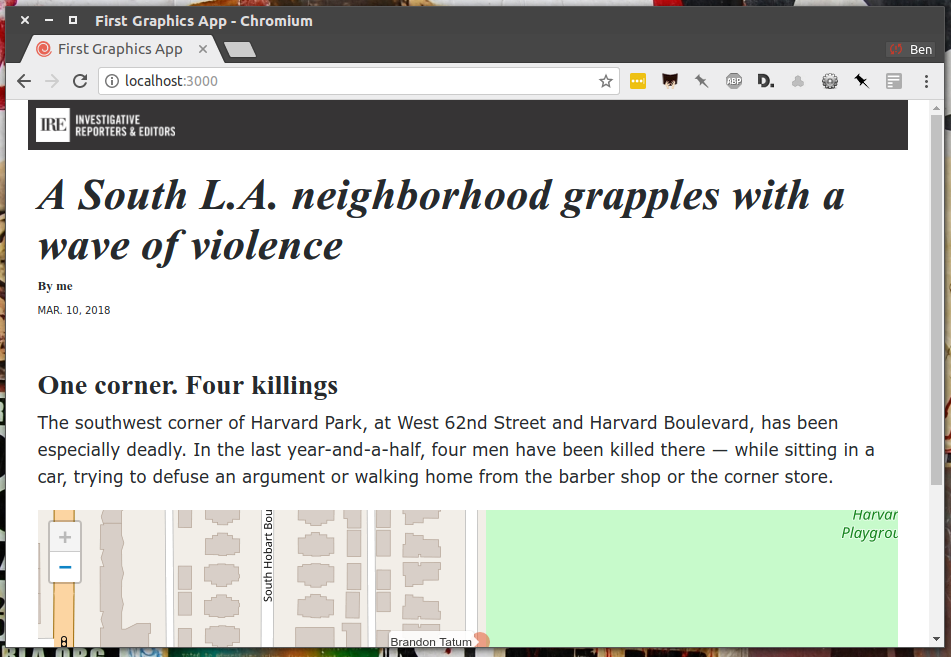 First Graphics App - Chromium
First Graphics App
Ben
localhost:3000
ABP
D.
IRE
INVESTIGATIVE
REPORTERS & EDITORS
A South L.A. neighborhood grapples with a
wave of violence
By me
MAR. 10, 2018
One corner. Four killings
The southwest corner of Harvard Park, at West 62nd Street and Harvard Boulevard, has been
especially deadly. In the last year-and-a-half, four men have been killed there — while sitting in a
car, trying to defuse an argument or walking home from the barber shop or the corner store.
+
−
South Hobart Bou
Harvar
Playgrou
Brandon Tatum